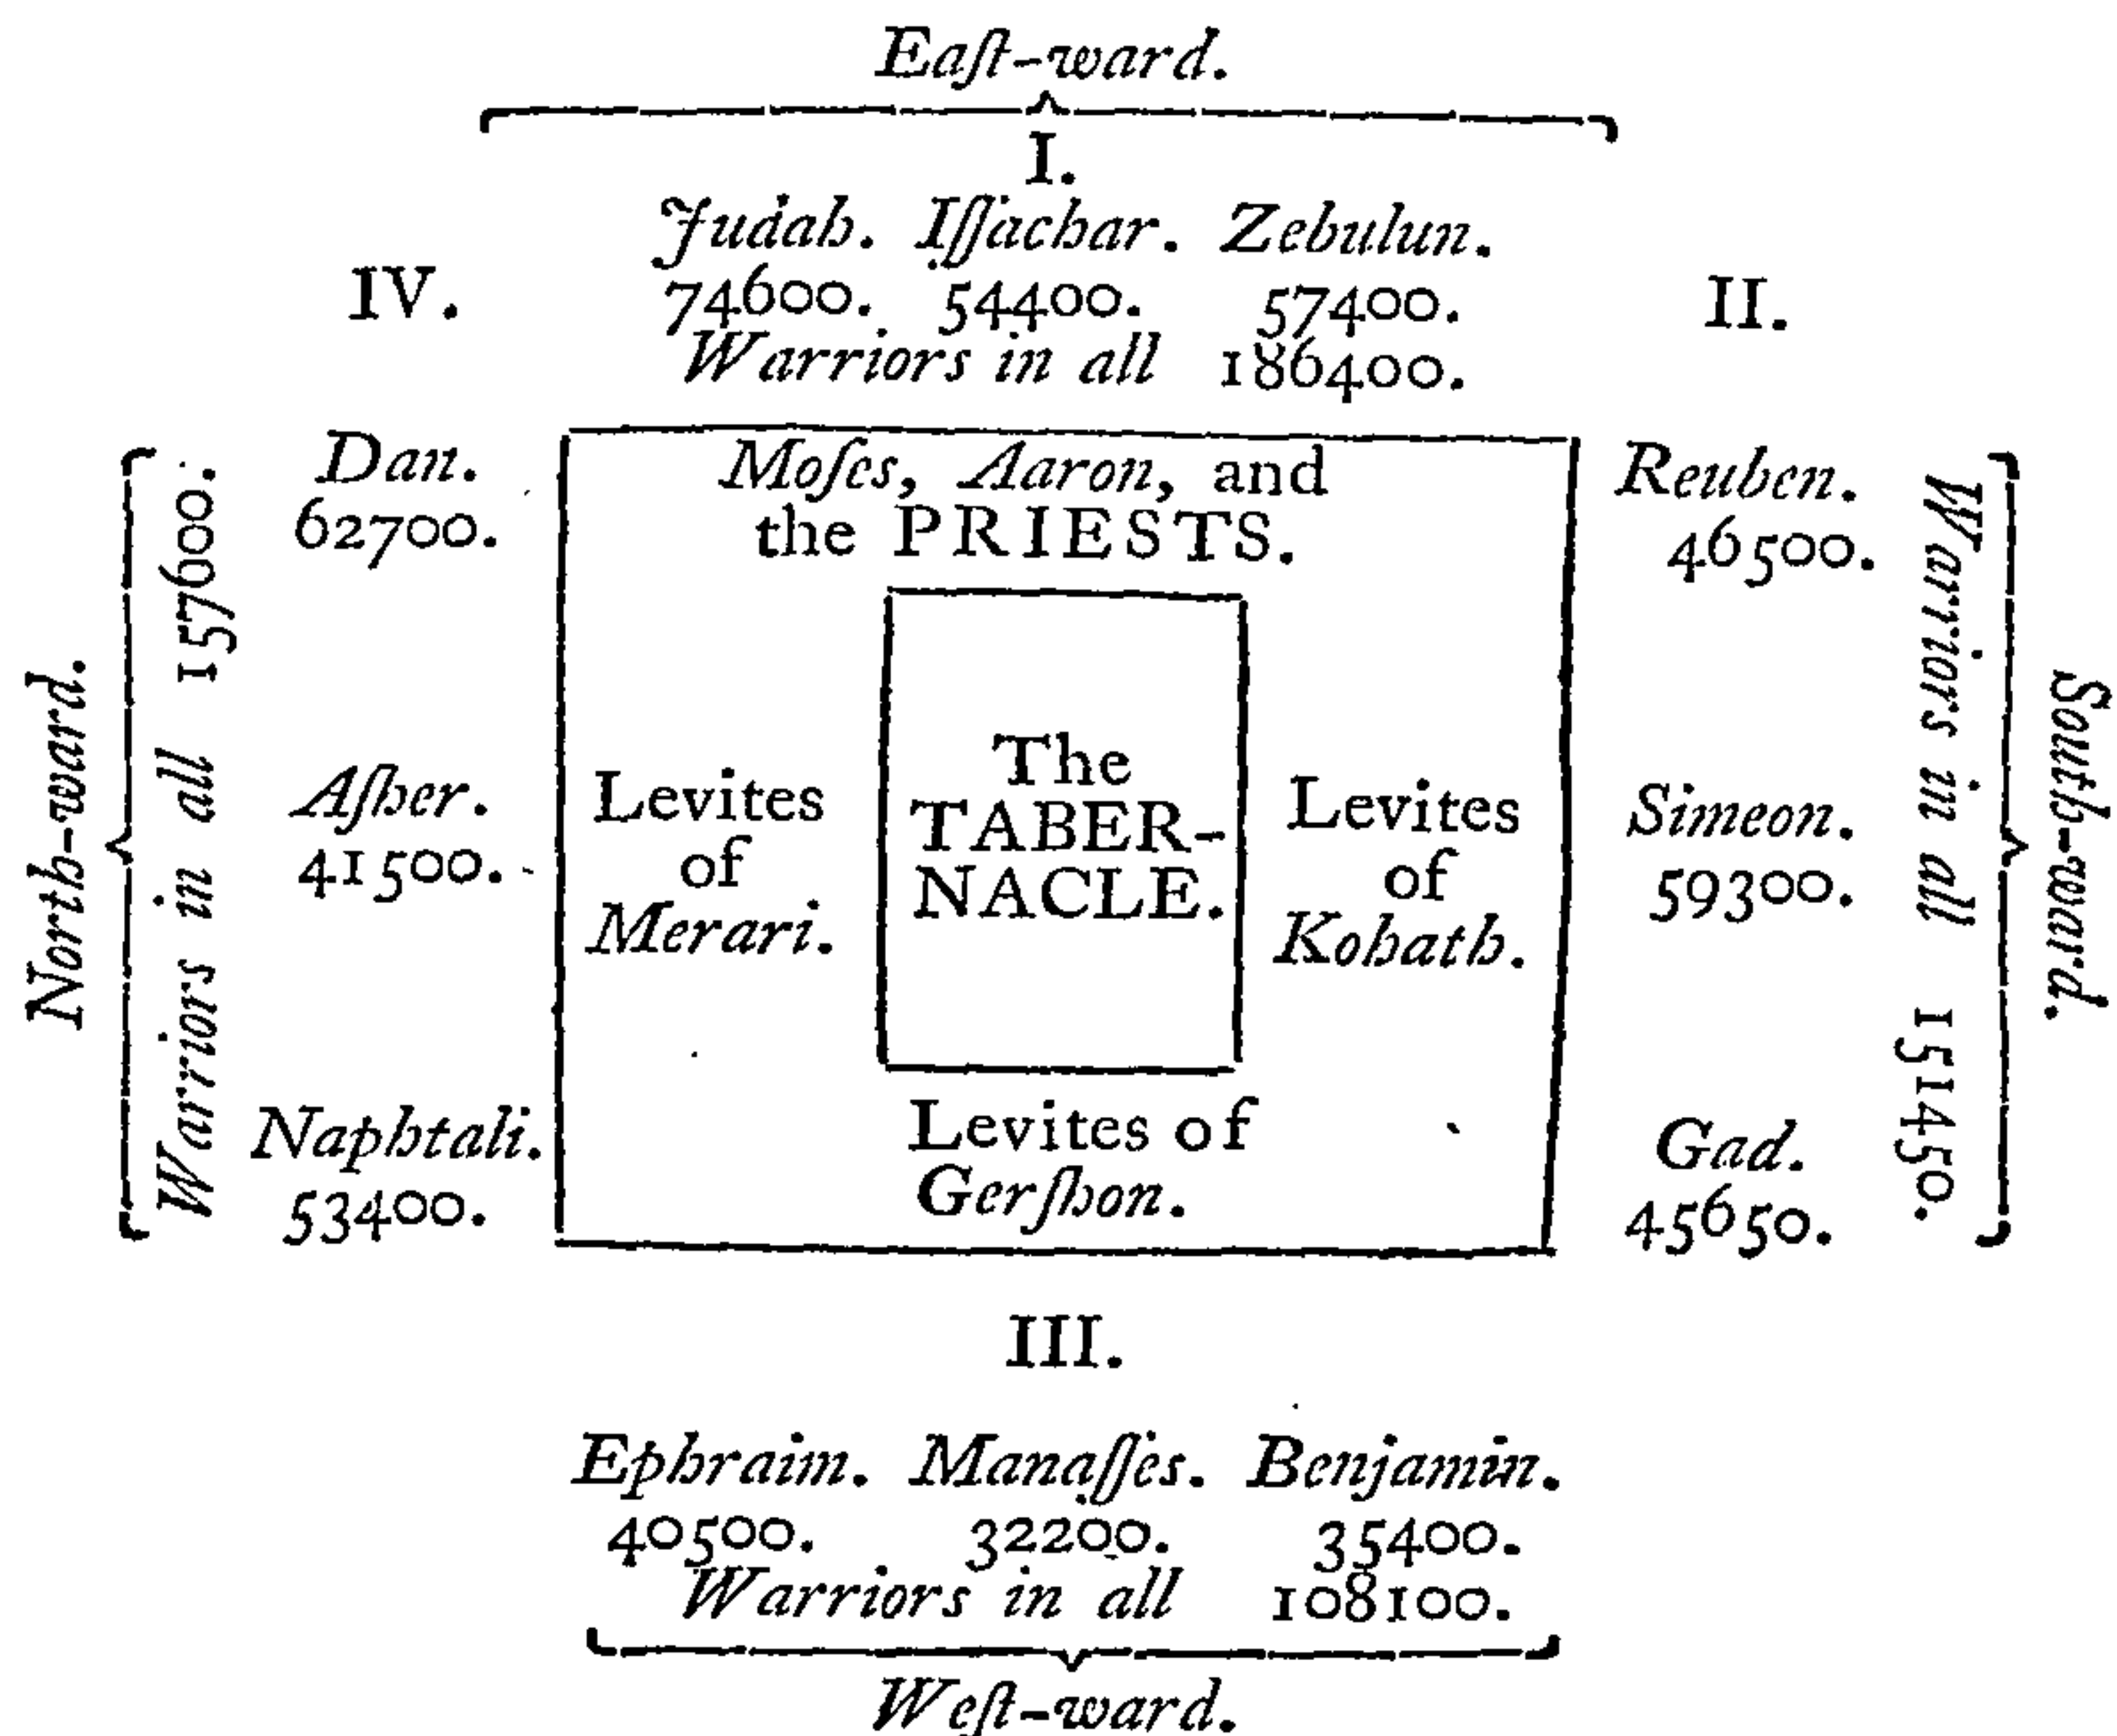 Eaſt-ward.
I.
Judah. Iſſachar. Zebulun.
74600. 54400. 57400.
Warriors in all 186400.
IV.
II.
North-ward.
Warriors in all 157600.
Dan.
62700.
Aſher.
41500.
Naphtali.
53400.
Moſes, Aaron, and
the PRIESTS.
Levites
of
Merari.
The
TABER-
NACLE.
Levites
of
Kohath.
Levites of
Gerſhon.
Reuben.
46500.
Simeon.
59300.
Gad.
45650.
Warriors in all 151450.
South-ward.
III.
Ephraim. Manaſſes. Benjamin.
40500. 32200. 35400.
Warriors in all 108100.
Weſt-ward.